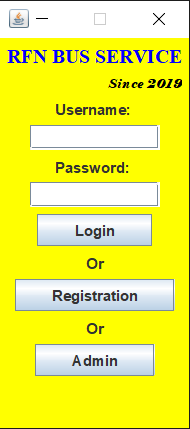 RFN BUS SERVICE
Since 2019
Username:
Password:
Login
Or
Registration
Or
Admin